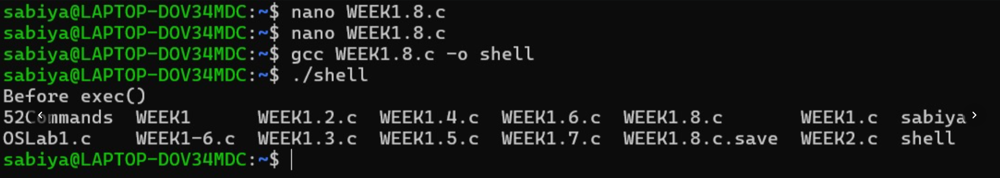 sabiya@LAPTOP-DOV34MDC:~$ nano WEEK1.8.c
sabiya@LAPTOP-DOV34MDC:~$ nano WEEK1.8.c
sabiya@LAPTOP-DOV34MDC:~$ gcc WEEK1.8.c -o shell
sabiya@LAPTOP-DOV34MDC:~$ ./shell
Before exec()
52Commands  WEEK1      WEEK1.2.c  WEEK1.4.c  WEEK1.6.c  WEEK1.8.c       WEEK1.c  sabiya
OSLab1.c    WEEK1-6.c  WEEK1.3.c  WEEK1.5.c  WEEK1.7.c  WEEK1.8.c.save  WEEK2.c  shell
sabiya@LAPTOP-DOV34MDC:~$